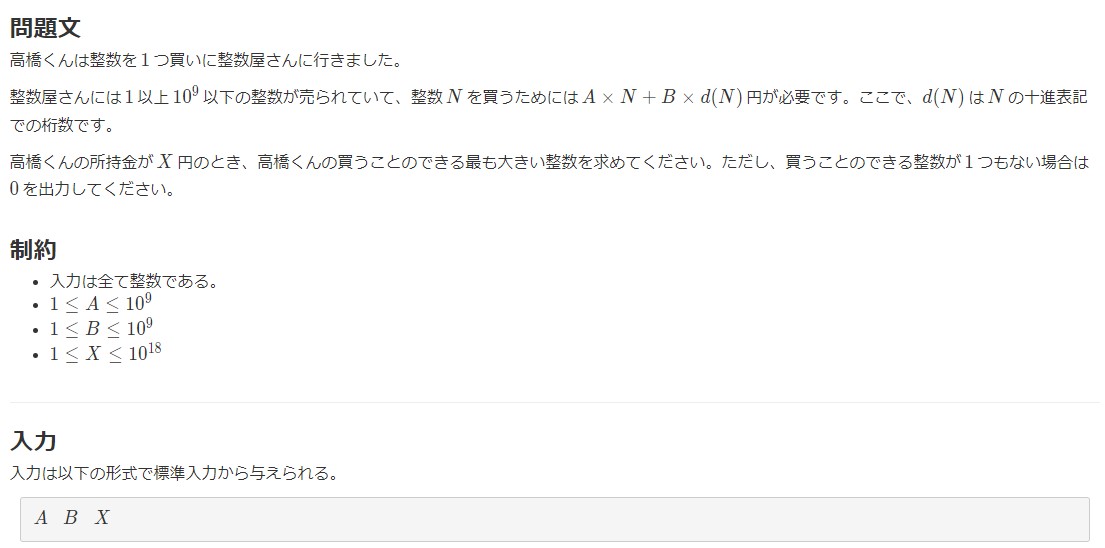 問題文
高橋くんは整数を 1 つ買いに整数屋さんに行きました。
整数屋さんには 1 以上 10^9 以下の整数が売られていて、整数 N を買うためには A × N + B × d(N) 円が必要です。ここで、d(N) は N の十進表記
での桁数です。
高橋くんの所持金が X 円のとき、高橋くんの買うことのできる最も大きい整数を求めてください。ただし、買うことのできる整数が 1 つもない場合は
0 を出力してください。
制約
• 入力は全て整数である。
• 1 ≤ A ≤ 10^9
• 1 ≤ B ≤ 10^9
• 1 ≤ X ≤ 10^18
入力
入力は以下の形式で標準入力から与えられる。
A B X